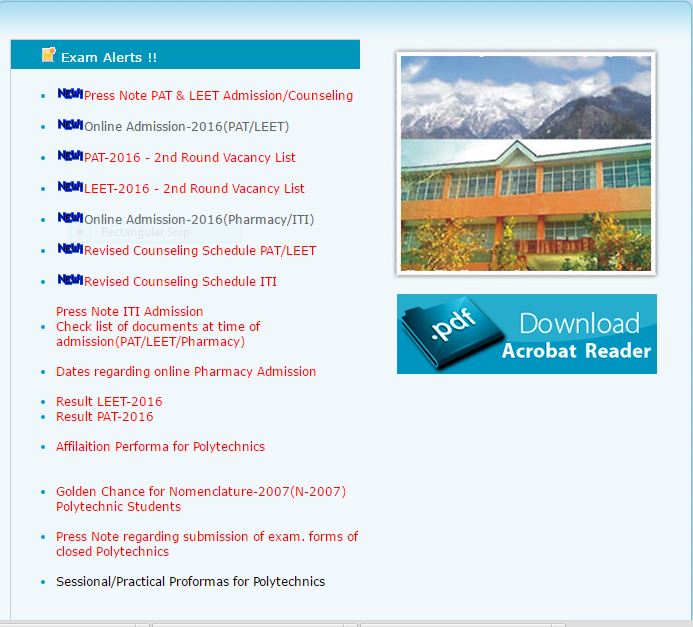 Exam Alerts !!
NEW! Press Note PAT & LEET Admission/Counseling
NEW! Online Admission-2016(PAT/LEET)
NEW! PAT-2016 - 2nd Round Vacancy List
NEW! LEET-2016 - 2nd Round Vacancy List
NEW! Online Admission-2016(Pharmacy/ITI)
Rectangular Snip
NEW! Revised Counseling Schedule PAT/LEET
NEW! Revised Counseling Schedule ITI
Press Note ITI Admission
Check list of documents at time of
admission(PAT/LEET/Pharmacy)
Dates regarding online Pharmacy Admission
Result LEET-2016
Result PAT-2016
Affilaition Performa for Polytechnics
Golden Chance for Nomenclature-2007(N-2007)
Polytechnic Students
Press Note regarding submission of exam. forms of
closed Polytechnics
Sessional/Practical Proformas for Polytechnics
.pdf
Download
Acrobat Reader